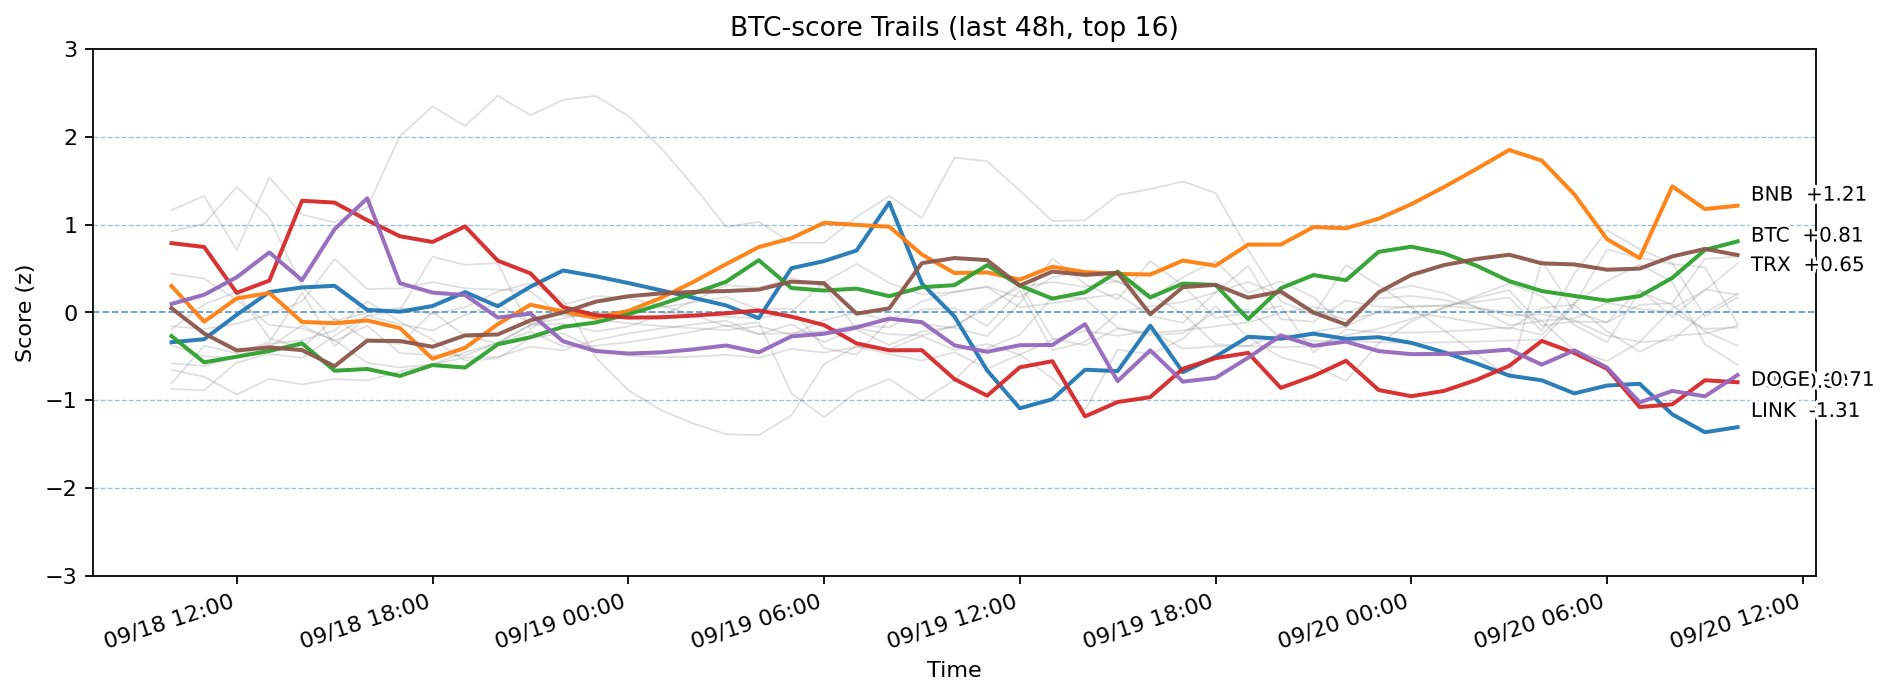 BTC-score Trails (last 48h, top 16)
Score (z)
3
2
1
0
−1
−2
−3
BNB +1.21
BTC +0.81
TRX +0.65
DOGE -0.71
LINK -1.31
09/18 12:00
09/18 18:00
09/19 00:00
09/19 06:00
09/19 12:00
09/19 18:00
09/20 00:00
09/20 06:00
09/20 12:00
Time